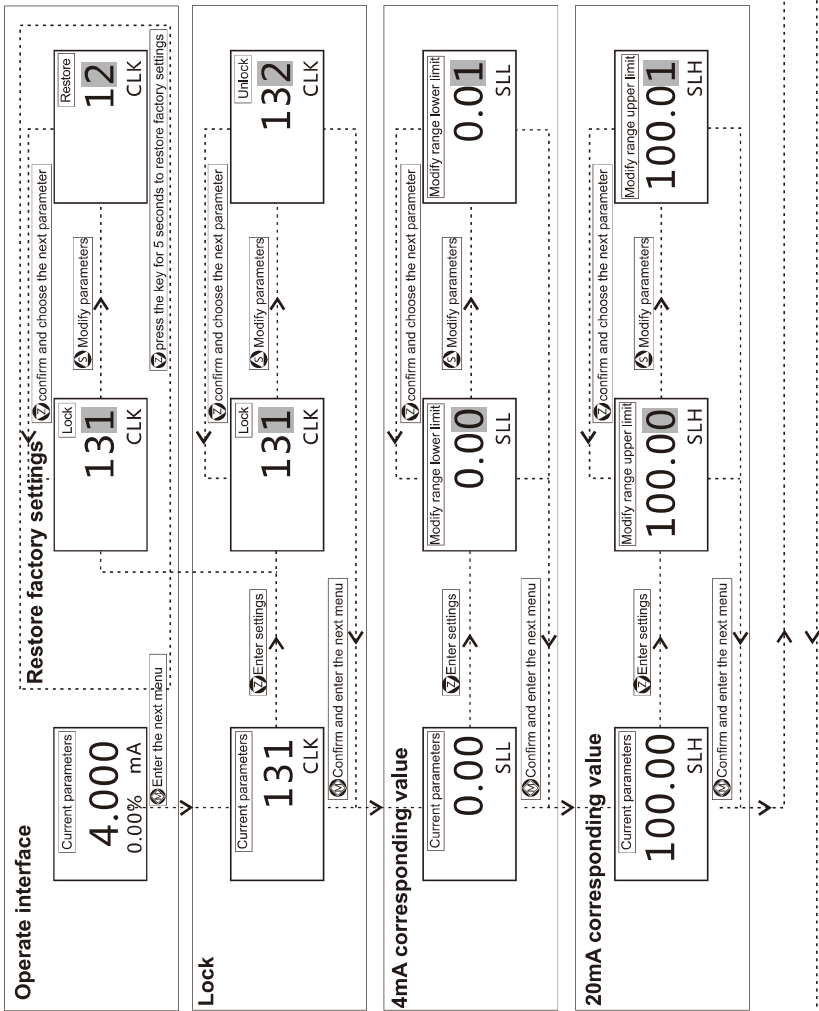 Operate interface
Restore factory settings
Current parameters
4.000
0.00% mA
Ⓜ Enter the next menu
Lock
131
CLK
Ⓩ confirm and choose the next parameter
Ⓢ Modify parameters
Restore
12
CLK
Ⓩ press the key for 5 seconds to restore factory settings
Lock
Current parameters
131
CLK
Ⓩ Enter settings
Lock
131
CLK
Ⓩ confirm and choose the next parameter
Ⓢ Modify parameters
Unlock
132
CLK
Ⓜ Confirm and enter the next menu
4mA corresponding value
Current parameters
0.00
SLL
Ⓩ Enter settings
Modify range lower limit
0.00
SLL
Ⓩ confirm and choose the next parameter
Ⓢ Modify parameters
Modify range lower limit
0.01
SLL
Ⓜ Confirm and enter the next menu
20mA corresponding value
Current parameters
100.00
SLH
Ⓩ Enter settings
Modify range upper limit
100.00
SLH
Ⓩ confirm and choose the next parameter
Ⓢ Modify parameters
Modify range upper limit
100.01
SLH
Ⓜ Confirm and enter the next menu